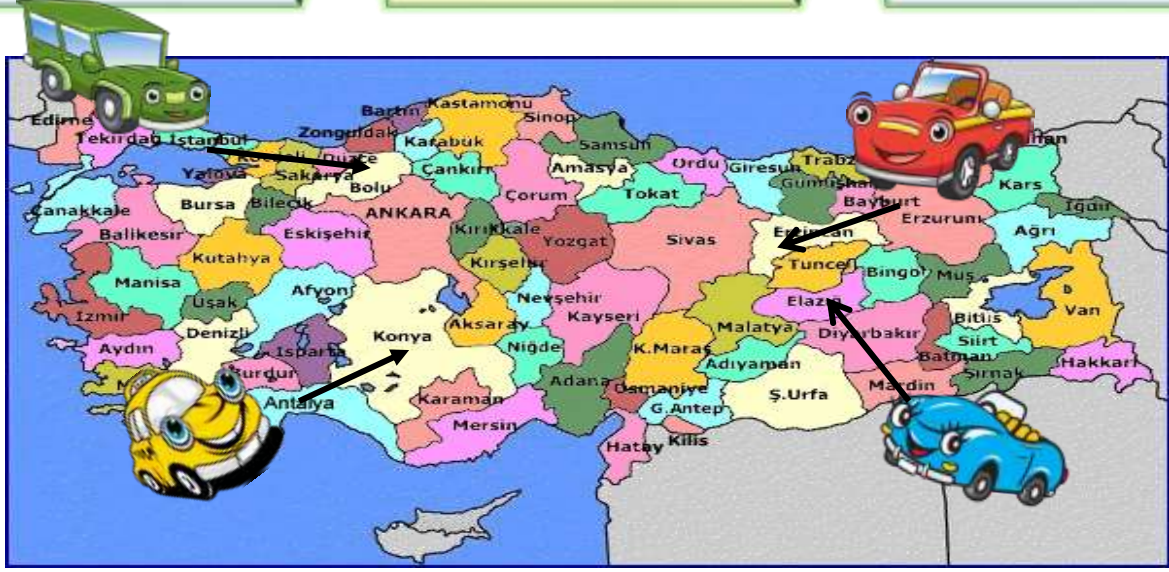 Kastamonu
Bartın
Sinop
Edirne
Tekirdağ
İstanbul
Zonguldak
Karabük
Samsun
Düzce
Çankırı
Amasya
Ordu
Giresun
Yalova
Sakarya
Bolu
Tokat
Kars
Çorum
Iğdır
Çanakkale
Bursa
Bilecik
ANKARA
Bayburt
Erzurum
Balıkesir
Eskişehir
Kırıkkale
Yozgat
Sivas
Erzincan
Ağrı
Kutahya
Kırşehir
Tunceli
Bingöl
Muş
Manisa
Uşak
Afyon
Nevşehir
Elazığ
Van
İzmir
Denizli
Konya
Aksaray
Kayseri
Malatya
Diyarbakır
Bitlis
Aydın
Isparta
Niğde
K.Maraş
Adıyaman
Batman
Siirt
Hakkari
Burdur
Adana
Osmaniye
Şırnak
Antalya
Karaman
G.Antep
Ş.Urfa
Mardin
Mersin
Hatay
Kilis